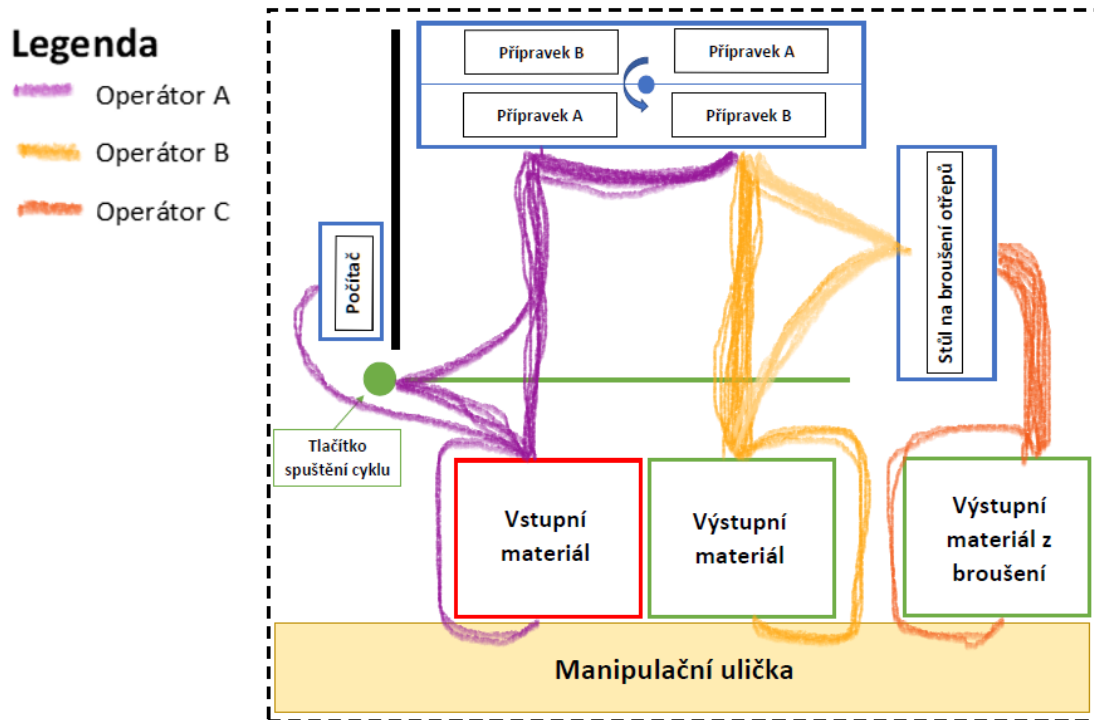 Legenda
Operátor A
Operátor B
Operátor C
Přípravek B
Přípravek A
Přípravek A
Přípravek B
Počítač
Stůl na broušení otřepů
Tlačítko
spuštění cyklu
Vstupní
materiál
Výstupní
materiál
Výstupní
materiál z
broušení
Manipulační ulička